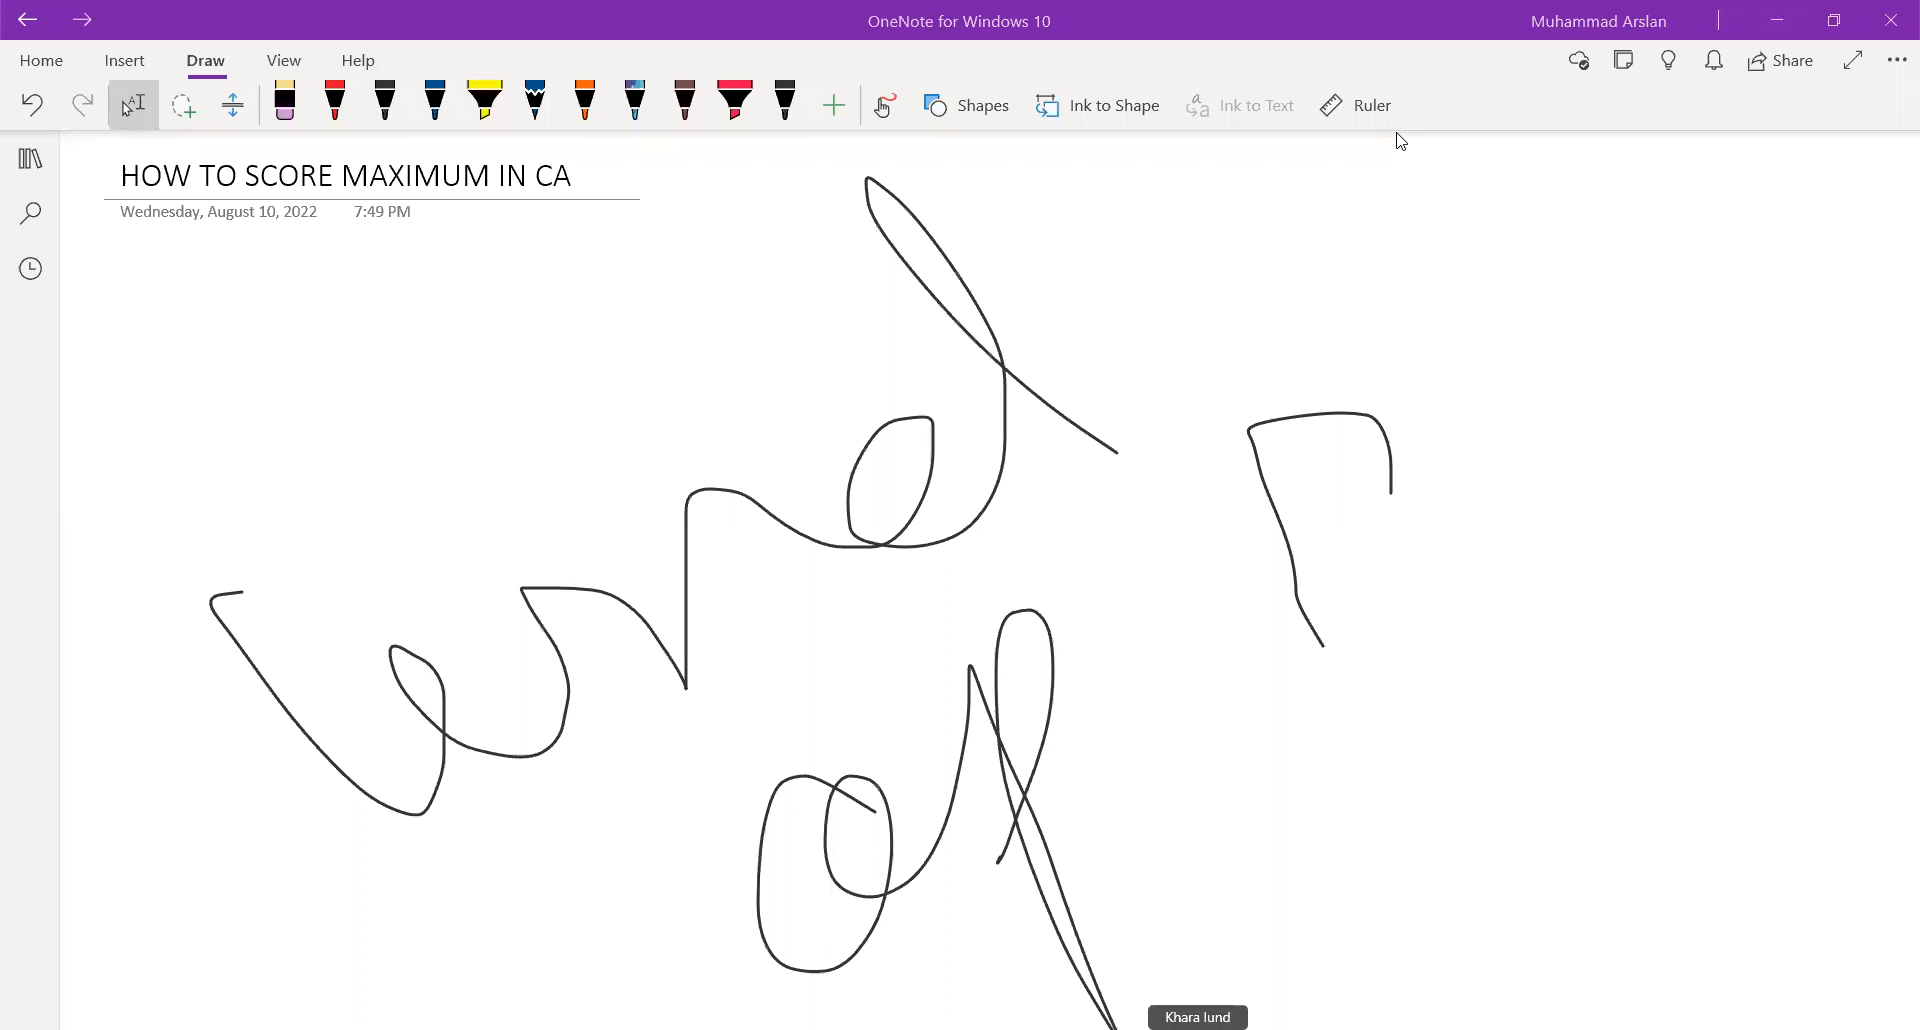 OneNote for Windows 10 Muhammad Arslan
Home Insert Draw View Help Share
Shapes Ink to Shape Ink to Text Ruler
HOW TO SCORE MAXIMUM IN CA
Wednesday, August 10, 2022 7:49 PM
of
Khara lund